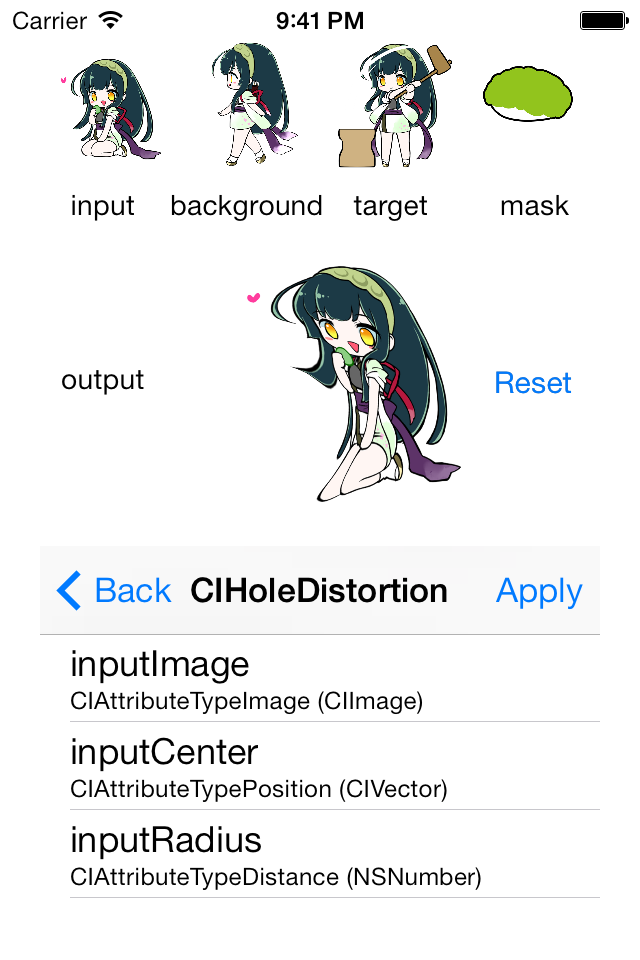 Carrier 9:41 PM
input background target mask
output
Reset
Back CIHoleDistortion Apply
inputImage
CIAttributeTypeImage (CIImage)
inputCenter
CIAttributeTypePosition (CIVector)
inputRadius
CIAttributeTypeDistance (NSNumber)